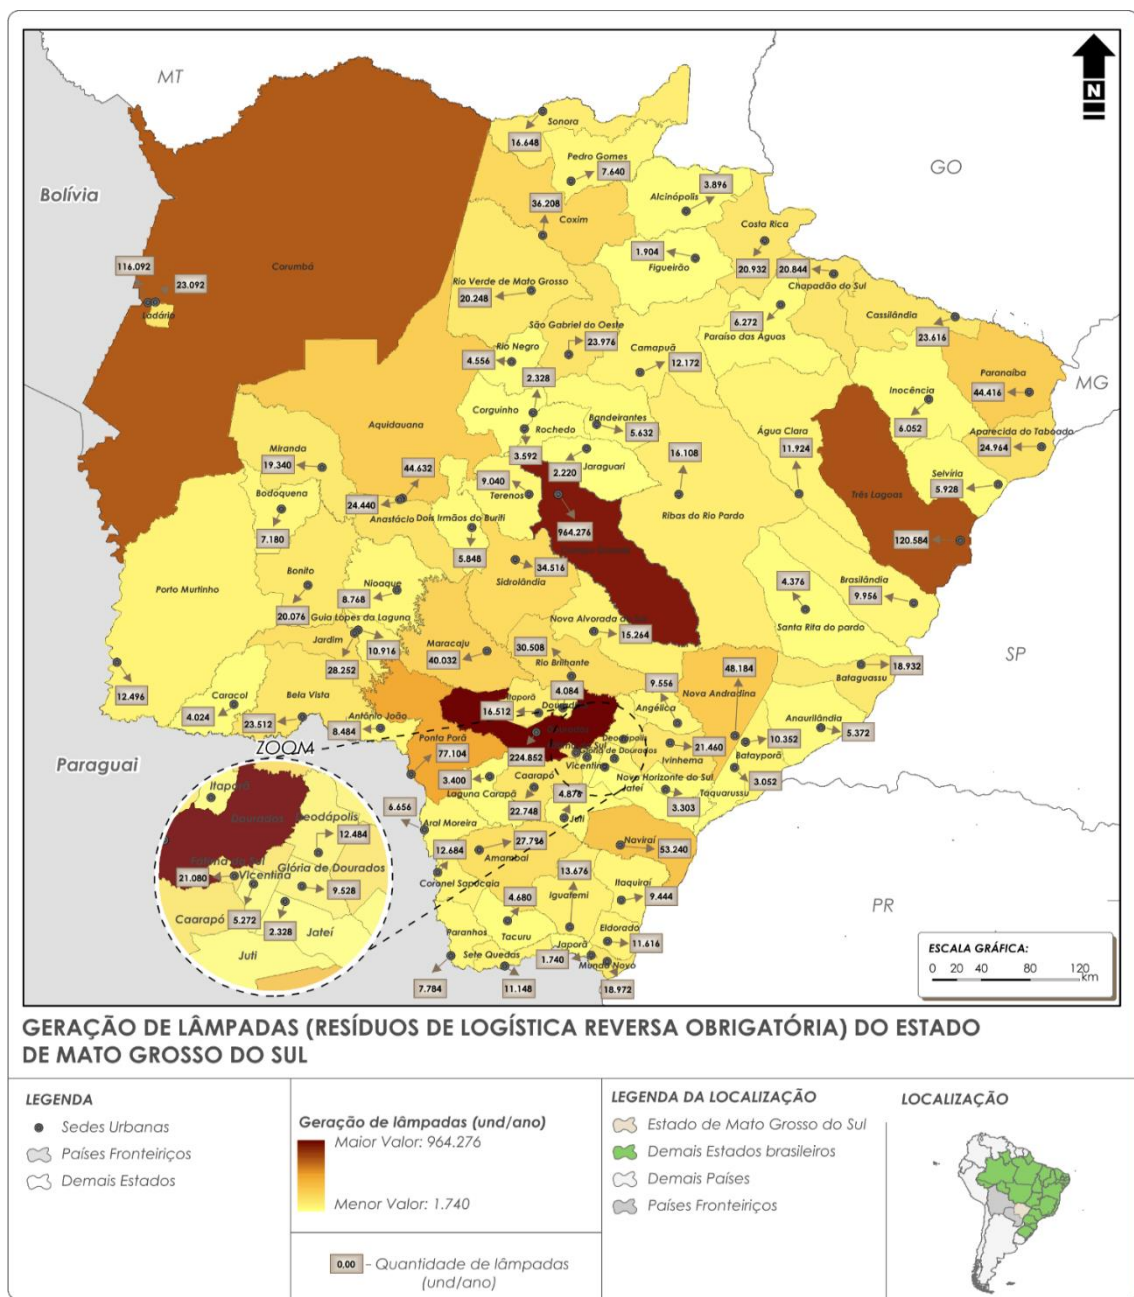 MT
N
Sonora
16.648
Pedro Gomes
7.640
GO
Bolívia
3.896
Alcinópolis
36.208
Coxim
Costa Rica
1.904
Figueirão
20.932
20.844
Corumbá
116.092
23.092
Ladário
Rio Verde de Mato Grosso
20.248
Chapadão do Sul
6.272
Paraíso das Águas
Cassilândia
23.616
São Gabriel do Oeste
23.976
Rio Negro
4.556
Camapuã
12.172
2.328
Paranaíba
44.416
MG
Inocência
6.052
Corguinho
Bandeirantes
5.632
Aquidauana
Rochedo
Água Clara
11.924
Aparecida do Taboado
24.964
Miranda
19.340
44.632
3.592
2.220
Jaraguari
16.108
Selvíria
5.928
Bodoquena
7.180
9.040
Terenos
24.440
Anastácio
Dois Irmãos do Buriti
5.848
964.276
Ribas do Rio Pardo
Três Lagoas
120.584
Sidrolândia
34.516
Porto Murtinho
Bonito
20.076
Nioaque
8.768
4.376
Brasilândia
9.956
Guia Lopes da Laguna
10.916
Jardim
28.252
Nova Alvorada
15.264
Santa Rita do pardo
Maracaju
40.032
30.508
Rio Brilhante
48.184
SP
18.932
Bataguassu
12.496
Caracol
4.024
Bela Vista
23.512
9.556
Nova Andradina
Angélica
4.084
Itaporã
16.512
Antônio João
8.484
Anaurilândia
5.372
ZOOM
Paraguai
Ponta Porã
77.104
224.852
Deodápolis
Glória de Dourados
Vicentina
21.460
Ivinhema
10.352
Batayporã
3.052
Taquarussu
3.400
Laguna Carapã
Caarapó
22.748
4.878
Jateí
Novo Horizonte do Sul
3.303
6.656
Aral Moreira
Juti
Naviraí
53.240
12.684
Amambai
Coronel Sapucaia
13.676
Iguatemi
Itaquiraí
9.444
PR
4.680
Tacuru
Paranhos
Eldorado
11.616
Sete Quedas
Japorã
1.740
Mundo Novo
7.784
11.148
18.972
Itaporã
Dourados
Deodápolis
12.484
21.080
Vicentina
Glória de Dourados
9.528
Caarapó
5.272
2.328
Jateí
Juti
ESCALA GRÁFICA:
0 20 40 80 120
km
GERAÇÃO DE LÂMPADAS (RESÍDUOS DE LOGÍSTICA REVERSA OBRIGATÓRIA) DO ESTADO
DE MATO GROSSO DO SUL
LEGENDA
Sedes Urbanas
Países Fronteiriços
Demais Estados
Geração de lâmpadas (und/ano)
Maior Valor: 964.276
Menor Valor: 1.740
0,00 - Quantidade de lâmpadas
(und/ano)
LEGENDA DA LOCALIZAÇÃO
Estado de Mato Grosso do Sul
Demais Estados brasileiros
Demais Países
Países Fronteiriços
LOCALIZAÇÃO